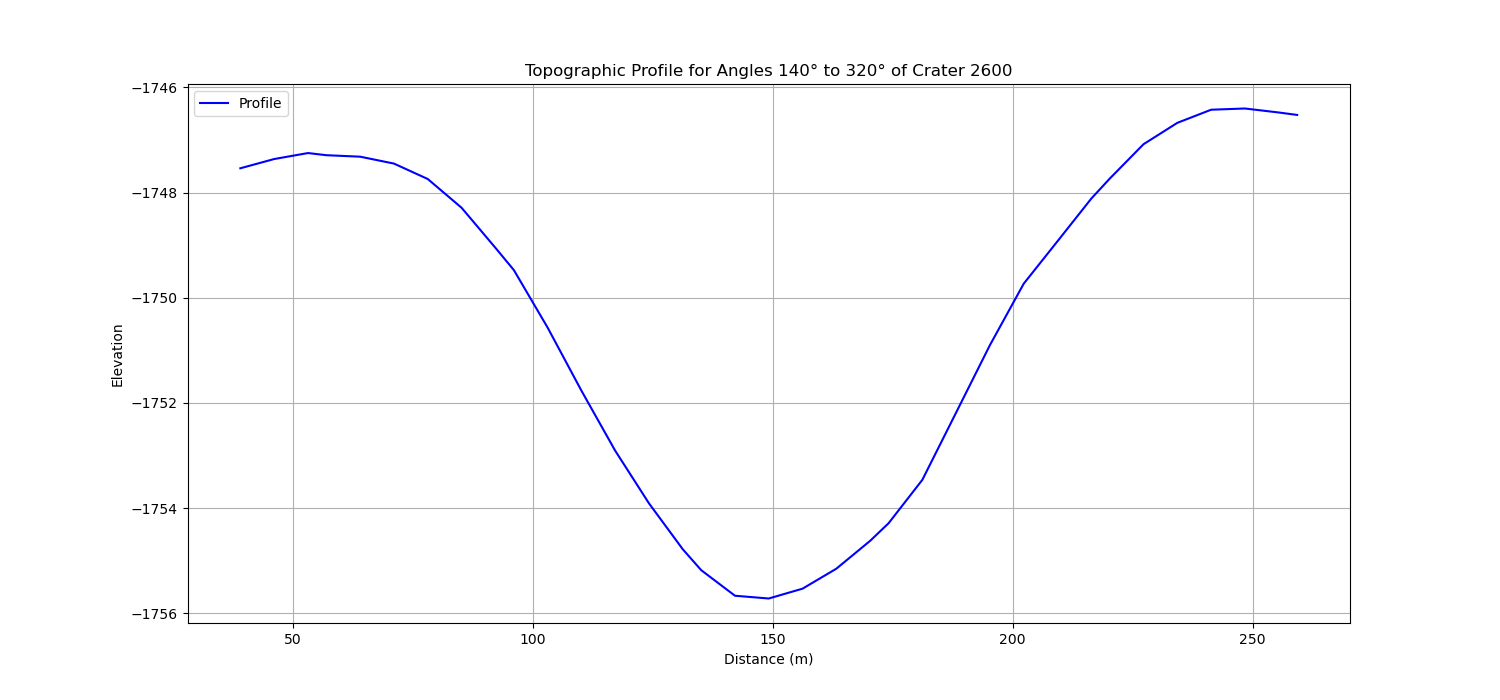 Topographic Profile for Angles 140° to 320° of Crater 2600
Profile
−1746
−1748
−1750
−1752
−1754
−1756
Elevation
50
100
150
200
250
Distance (m)